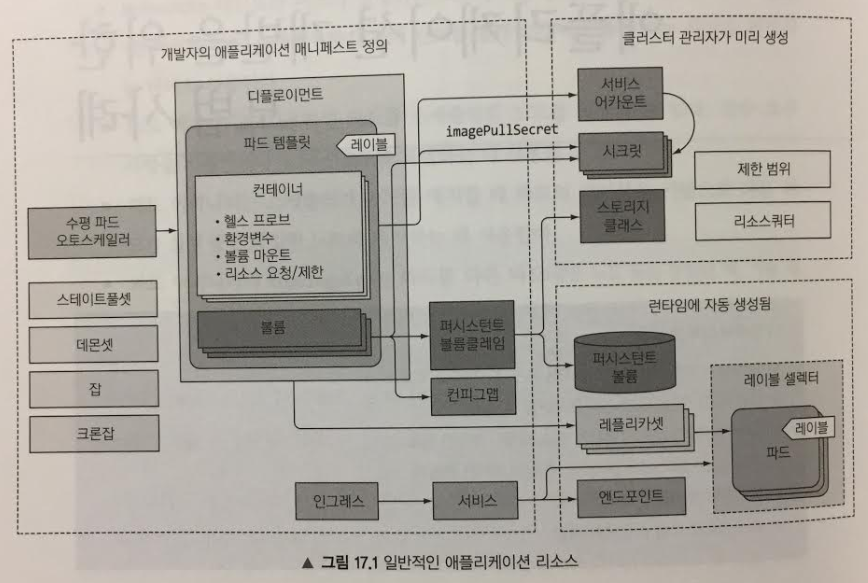 개발자의 애플리케이션 매니페스트 정의
디플로이먼트
파드 템플릿
레이블
컨테이너
• 헬스 프로브
• 환경변수
• 볼륨 마운트
• 리소스 요청/제한
볼륨
수평 파드
오토스케일러
스테이트풀셋
데몬셋
잡
크론잡
퍼시스턴트
볼륨클레임
컨피그맵
인그레스
서비스
imagePullSecret
클러스터 관리자가 미리 생성
서비스
어카운트
시크릿
스토리지
클래스
제한 범위
리소스쿼터
런타임에 자동 생성됨
퍼시스턴트
볼륨
레플리카셋
엔드포인트
레이블 셀렉터
레이블
파드
▲ 그림 17.1 일반적인 애플리케이션 리소스